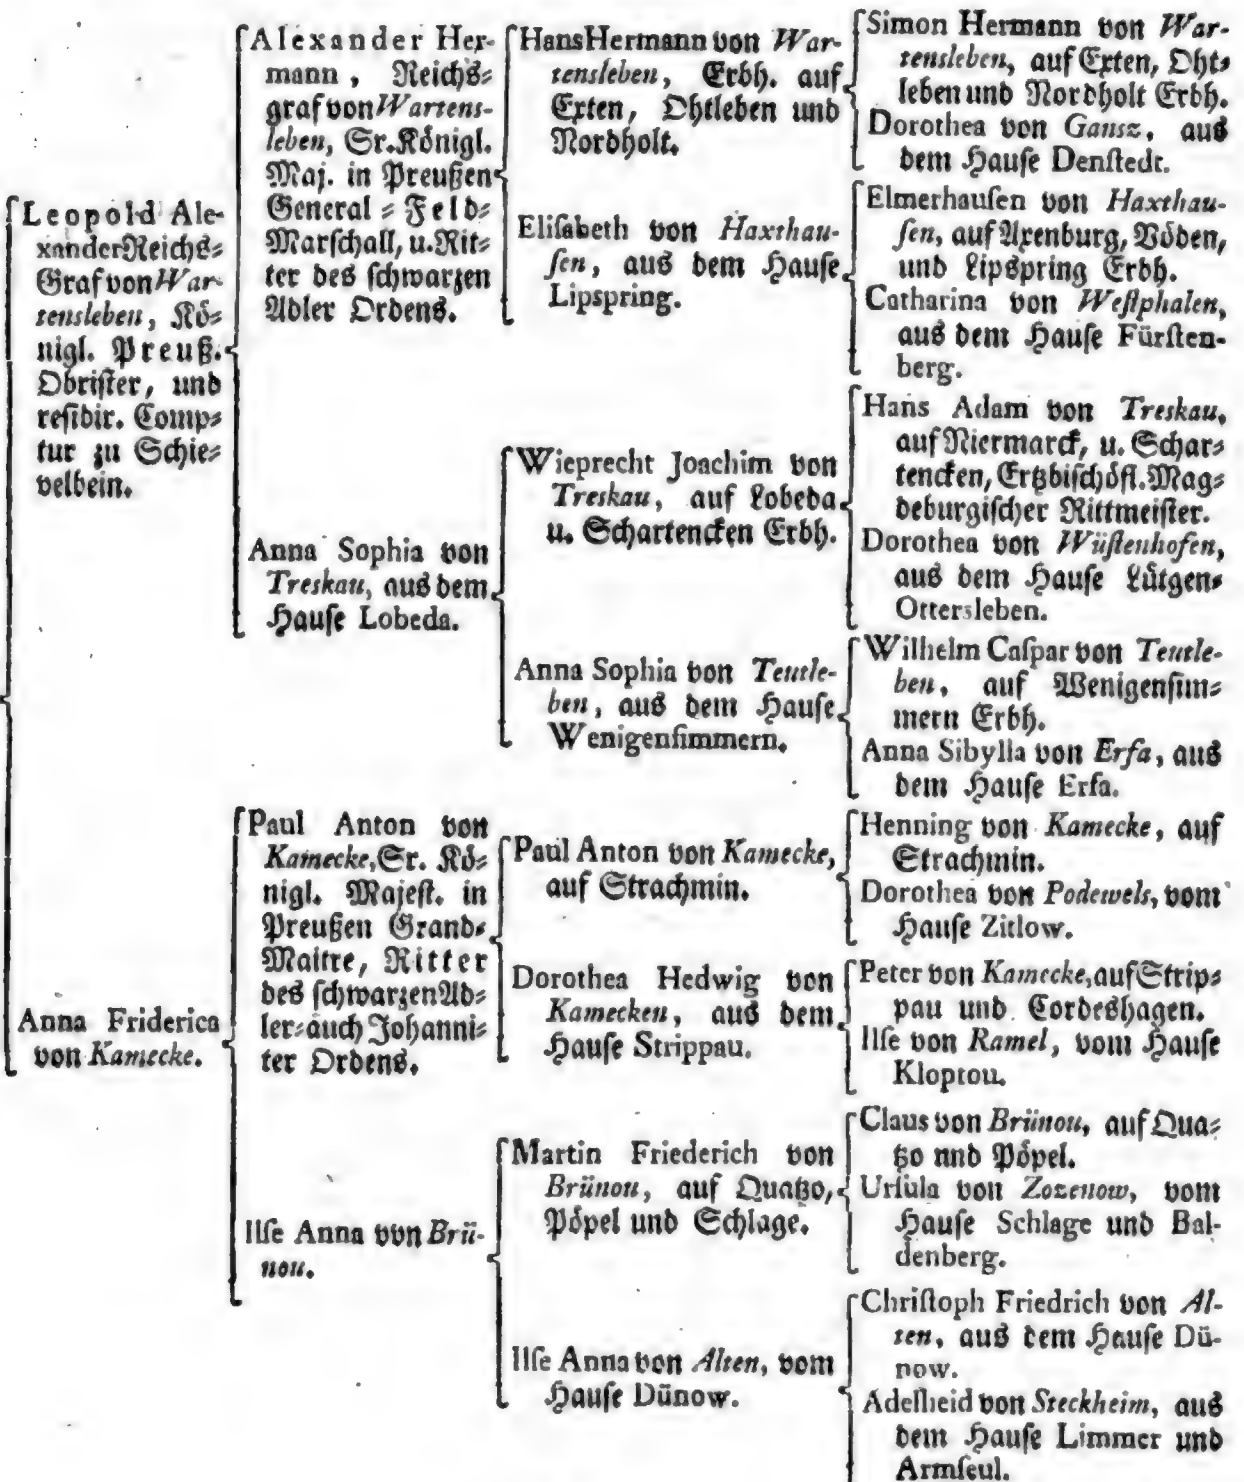 Leopold Ale-
xander Reichs-
Graf von War-
tensleben, Kö-
nigl. Preuß.
Obrister, und
residir. Comp-
tur zu Schie-
velbein.
Anna Friderica
von Kamecke.
Alexander Her-
mann, Reichs-
graf von Wartens-
leben, Sr. Königl.
Maj. in Preußen
General-Feld-
Marschall, u. Rit-
ter des schwarzen
Adler Ordens.
Anna Sophia von
Treskau, aus dem
Hause Lobeda.
Paul Anton von
Kamecke, Sr. Kö-
nigl. Majest. in
Preußen Grand-
Maitre, Ritter
des schwarzen Ad-
ler- auch Johanni-
ter Ordens.
Ilse Anna von Brü-
nou.
Hans Hermann von War-
tensleben, Erbh. auf
Exten, Ohtleben und
Nordholt.
Elisabeth von Haxthau-
sen, aus dem Hause
Lipspring.
Wieprecht Joachim von
Treskau, auf Lobeda
u. Schartencken Erbh.
Anna Sophia von Teutle-
ben, aus dem Hause
Wenigensimmern.
Paul Anton von Kamecke,
auf Strachmin.
Dorothea Hedwig von
Kamecken, aus dem
Hause Strippau.
Martin Friederich von
Brünou, auf Quatzo,
Pöpel und Schlage.
Ilse Anna von Alten, vom
Hause Dünow.
Simon Hermann von War-
tensleben, auf Exten, Oht-
leben und Nordholt Erbh.
Dorothea von Gansz, aus
dem Hause Denstedt.
Elmerhausen von Haxthau-
sen, auf Axenburg, Vöden,
und Lipspring Erbh.
Catharina von Westphalen,
aus dem Hause Fürsten-
berg.
Hans Adam von Treskau,
auf Niermarck, u. Schar-
tencken, Ertzbischöfl. Mag-
deburgischer Rittmeister.
Dorothea von Wüstenhofen,
aus dem Hause Lütgen-
Ottersleben.
Wilhelm Caspar von Teutle-
ben, auf Wenigensim-
mern Erbh.
Anna Sibylla von Erfa, aus
dem Hause Erfa.
Henning von Kamecke, auf
Strachmin.
Dorothea von Podewels, vom
Hause Zitlow.
Peter von Kamecke, auf Strip-
pau und Cordeshagen.
Ilse von Ramel, vom Hause
Kloptou.
Claus von Brünou, auf Qua-
tzo nnd Pöpel.
Ursula von Zozenow, vom
Hause Schlage und Bal-
denberg.
Christoph Friedrich von Al-
ten, aus dem Hause Dü-
now.
Adelheid von Steckheim, aus
dem Hause Limmer und
Armseul.